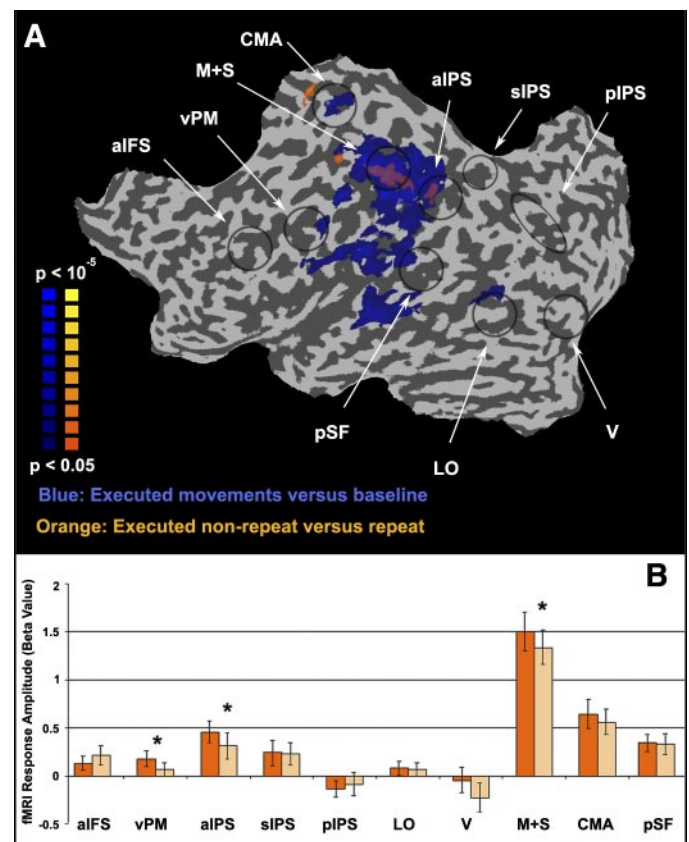 A
CMA
M+S
aIPS
sIPS
pIPS
vPM
aIFS
p < 10⁻⁵
p < 0.05
pSF
LO
V
Blue: Executed movements versus baseline
Orange: Executed non-repeat versus repeat
B
fMRI Response Amplitude (Beta Value)
2
1.5
1
0.5
0
-0.5
* * *
aIFS vPM aIPS sIPS pIPS LO V M+S CMA pSF